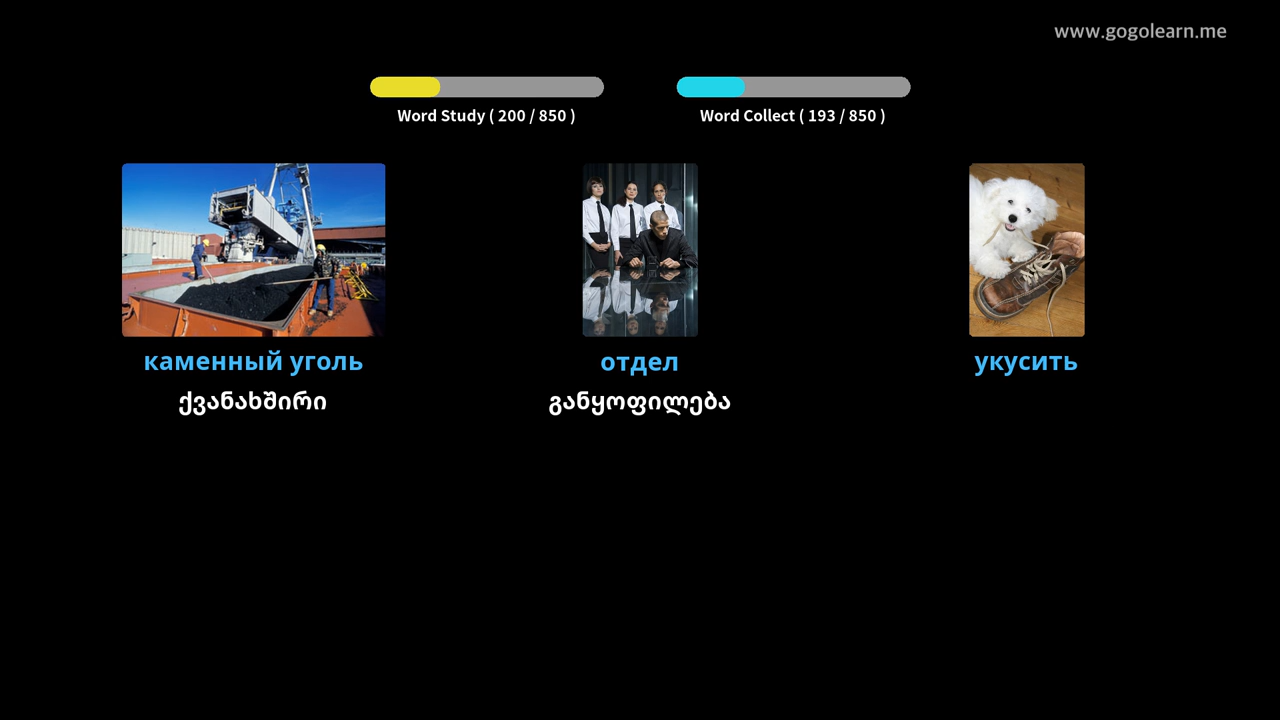 www.gogolearn.me
Word Study ( 200 / 850 )
Word Collect ( 193 / 850 )
каменный уголь
отдел
укусить
ქვანახშირი
განყოფილება